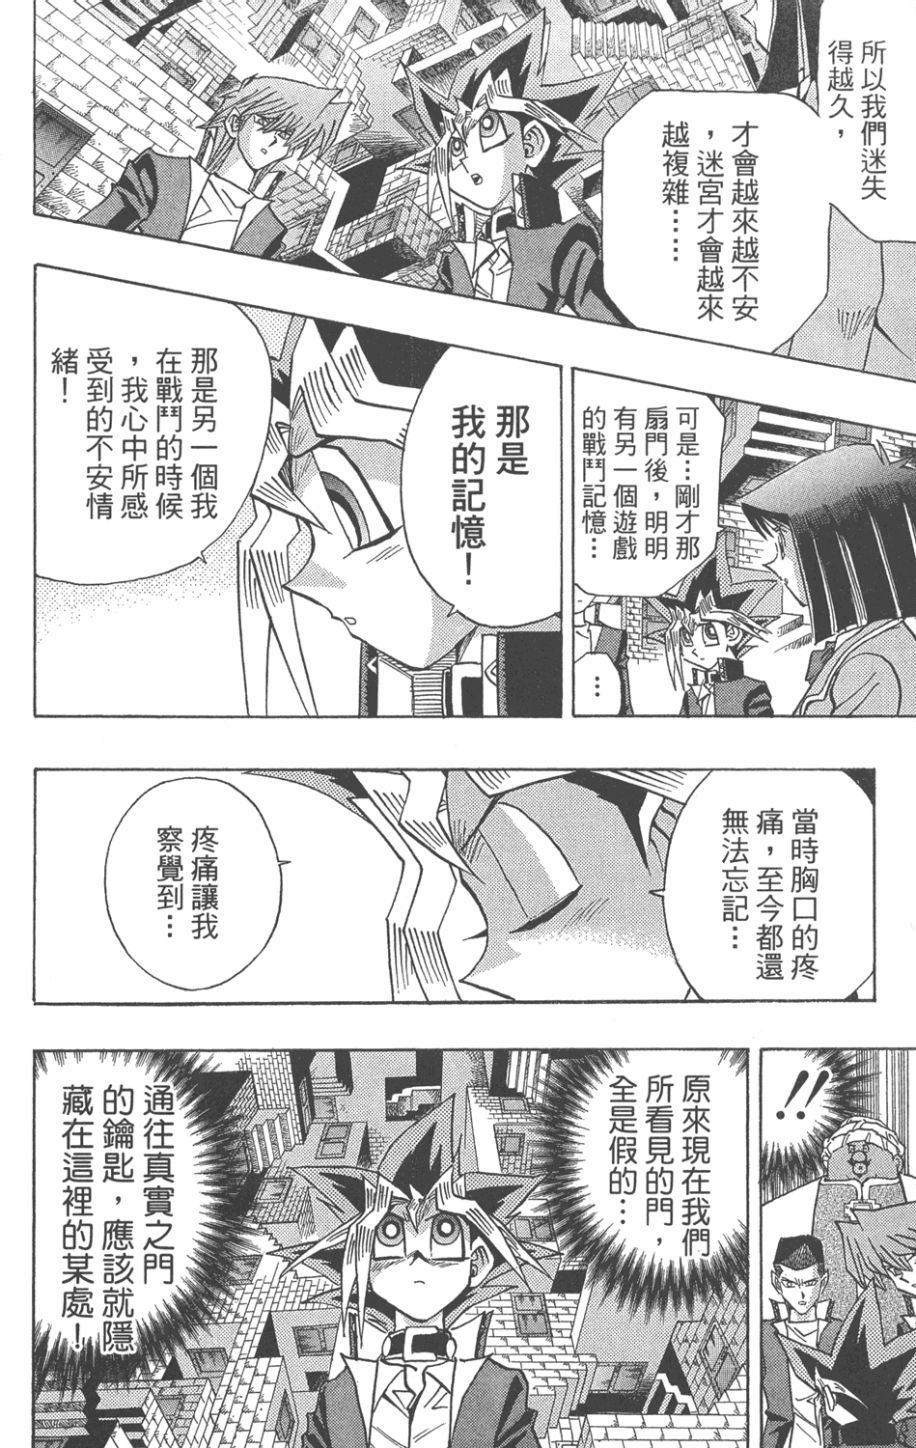 所以我們迷失
得越久，
才會越來越不安
，迷宮才會越來
越複雜……
可是…剛才那
扇門後，明明
有另一個遊戲
的戰鬥記憶…
…
那是
我的記憶！
那是另一個我
在戰鬥的時候
，我心中所感
受到的不安情
緒！
當時胸口的疼
痛，至今都還
無法忘記…
疼痛讓我
察覺到…
!!
原來現在我們
所看見的門，
全是假的…
通往真實之門
的鑰匙，應該就隱
藏在這裡的某處！